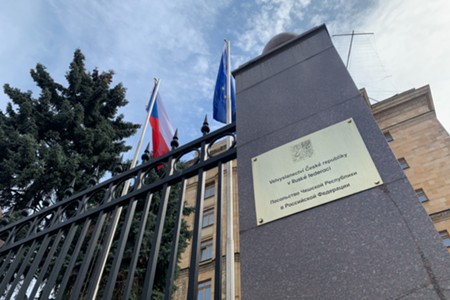 Velvyslanectví České republiky
v Ruské federaci
Посольство Чешской Республики
в Российской Федерации